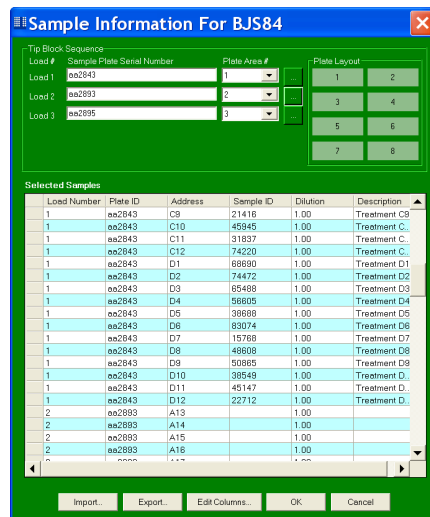 Sample Information For BJS84
Tip Block Sequence
Load # Sample Plate Serial Number Plate Area # Plate Layout
Load 1 aa2843 1 ... 1 2
Load 2 aa2893 2 ... 3 4
Load 3 aa2895 3 ... 5 6
7 8
Selected Samples
Load Number Plate ID Address Sample ID Dilution Description
1 aa2843 C9 21416 1.00 Treatment C9
1 aa2843 C10 45945 1.00 Treatment C..
1 aa2843 C11 31837 1.00 Treatment C..
1 aa2843 C12 74220 1.00 Treatment C..
1 aa2843 D1 68690 1.00 Treatment D1
1 aa2843 D2 74472 1.00 Treatment D2
1 aa2843 D3 65488 1.00 Treatment D3
1 aa2843 D4 56605 1.00 Treatment D4
1 aa2843 D5 38688 1.00 Treatment D5
1 aa2843 D6 83074 1.00 Treatment D6
1 aa2843 D7 15768 1.00 Treatment D7
1 aa2843 D8 48608 1.00 Treatment D8
1 aa2843 D9 50865 1.00 Treatment D9
1 aa2843 D10 38549 1.00 Treatment D..
1 aa2843 D11 45147 1.00 Treatment D..
1 aa2843 D12 22712 1.00 Treatment D..
2 aa2893 A13 1.00
2 aa2893 A14 1.00
2 aa2893 A15 1.00
2 aa2893 A16 1.00
Import... Export... Edit Columns... OK Cancel